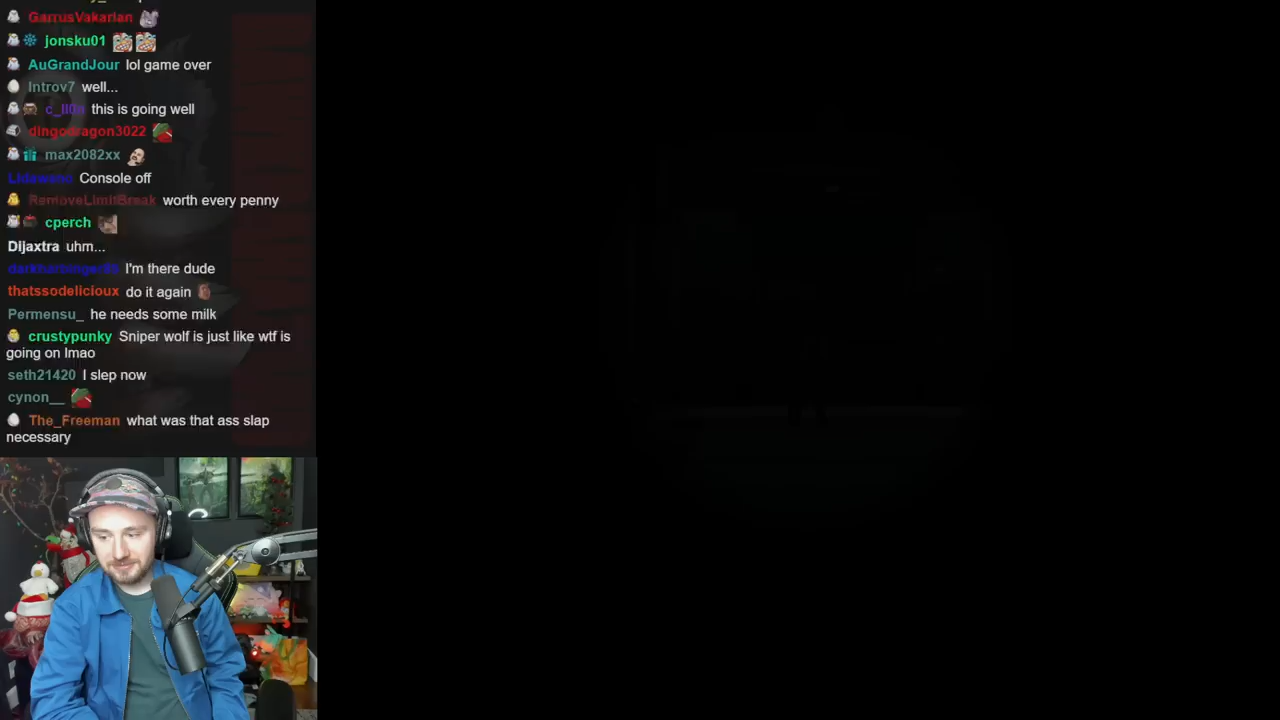 GarrusVakarian
jonsku01
AuGrandJour lol game over
Introv7 well...
this is going well
dingodragon3022
max2082xx
Console off
RemoveLimitBreak worth every penny
cperch
Dijaxtra uhm...
I'm there dude
thatssodelicioux do it again
Permensu_ he needs some milk
crustypunky Sniper wolf is just like wtf is
going on lmao
seth21420 I slep now
cynon__
The_Freeman what was that ass slap
necessary